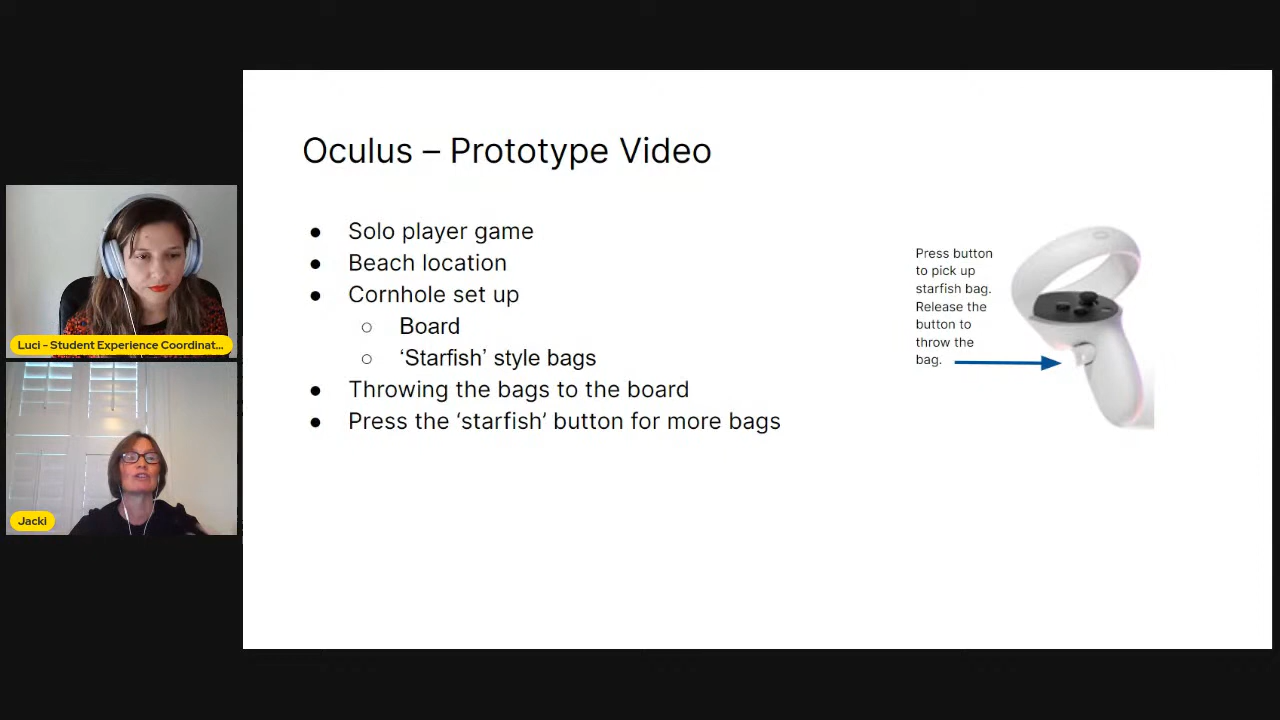 Oculus – Prototype Video
● Solo player game
● Beach location
● Cornhole set up
○ Board
○ ‘Starfish’ style bags
● Throwing the bags to the board
● Press the ‘starfish’ button for more bags
Press button
to pick up
starfish bag.
Release the
button to
throw the
bag.
Luci - Student Experience Coordinat...
Jacki